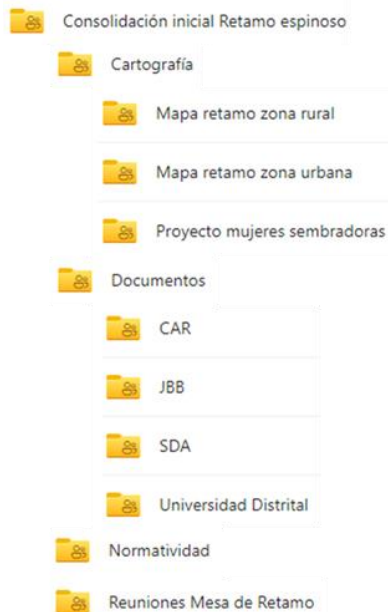 Consolidación inicial Retamo espinoso
Cartografía
Mapa retamo zona rural
Mapa retamo zona urbana
Proyecto mujeres sembradoras
Documentos
CAR
JBB
SDA
Universidad Distrital
Normatividad
Reuniones Mesa de Retamo